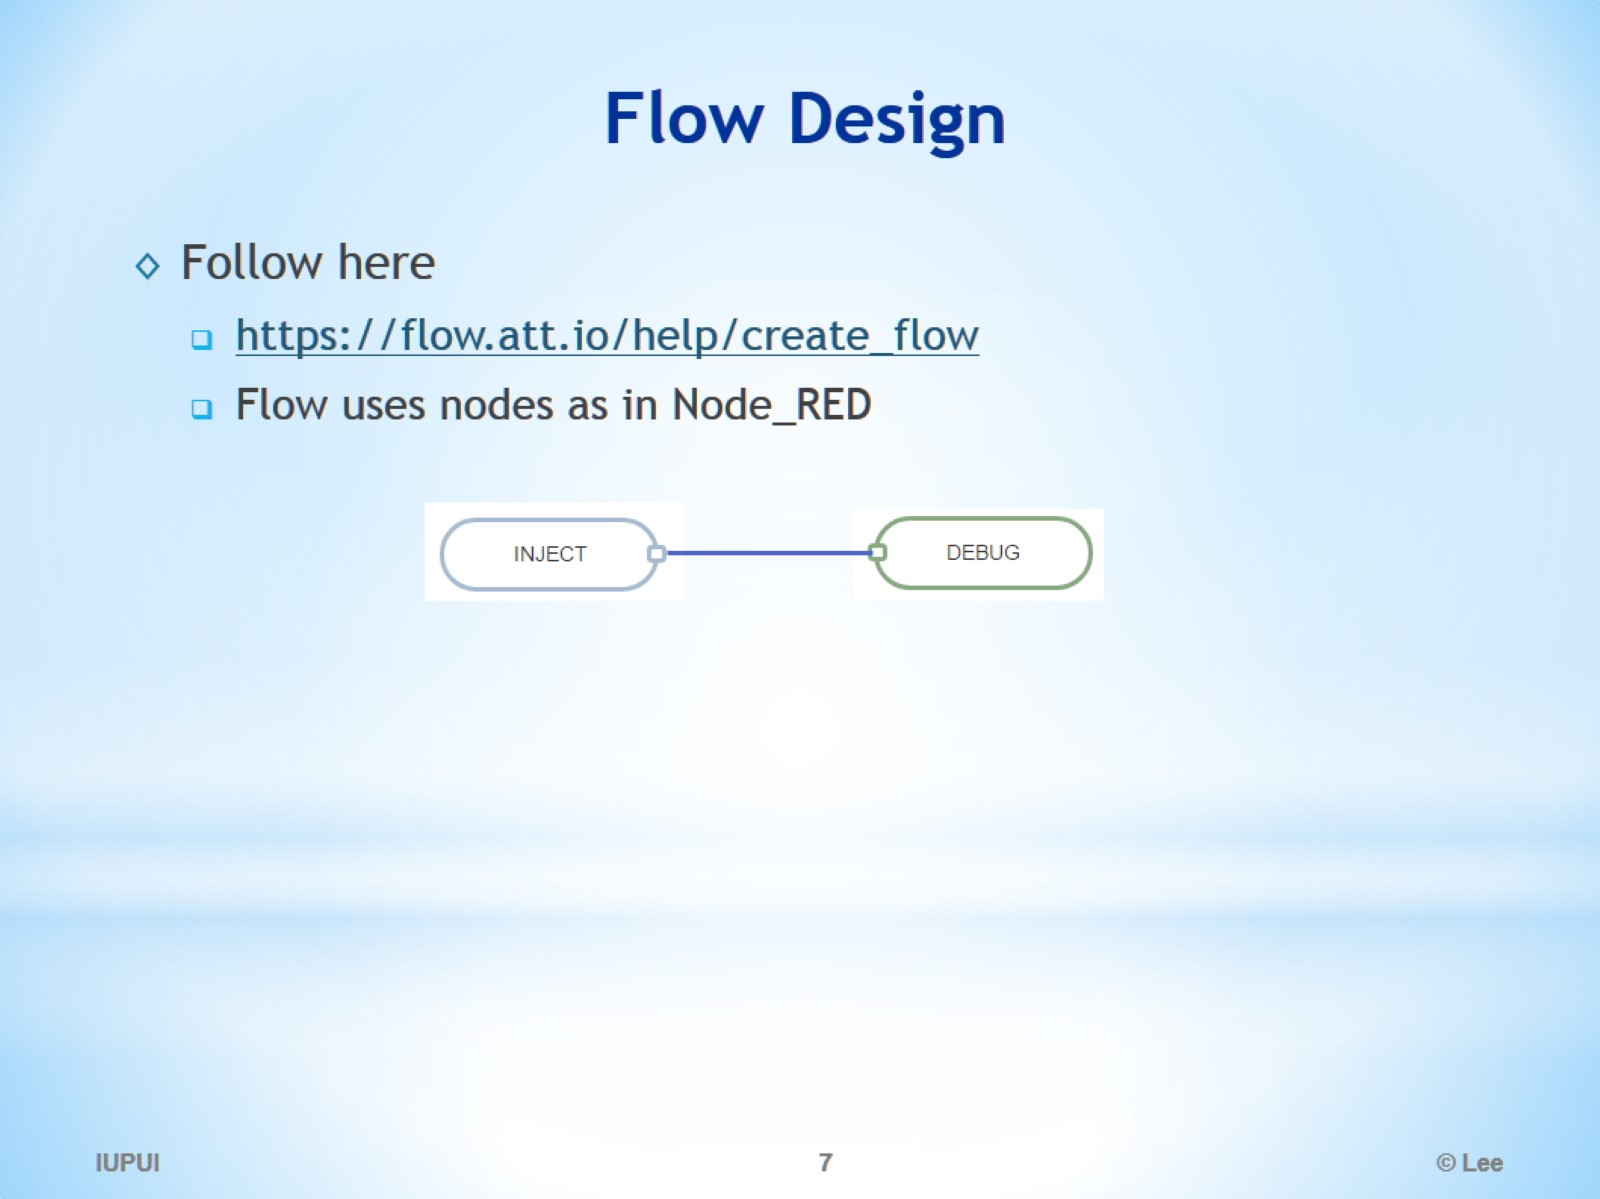 Flow Design
Follow here
https://flow.att.io/help/create_flow
Flow uses nodes as in Node_RED
INJECT
DEBUG
IUPUI
7
© Lee